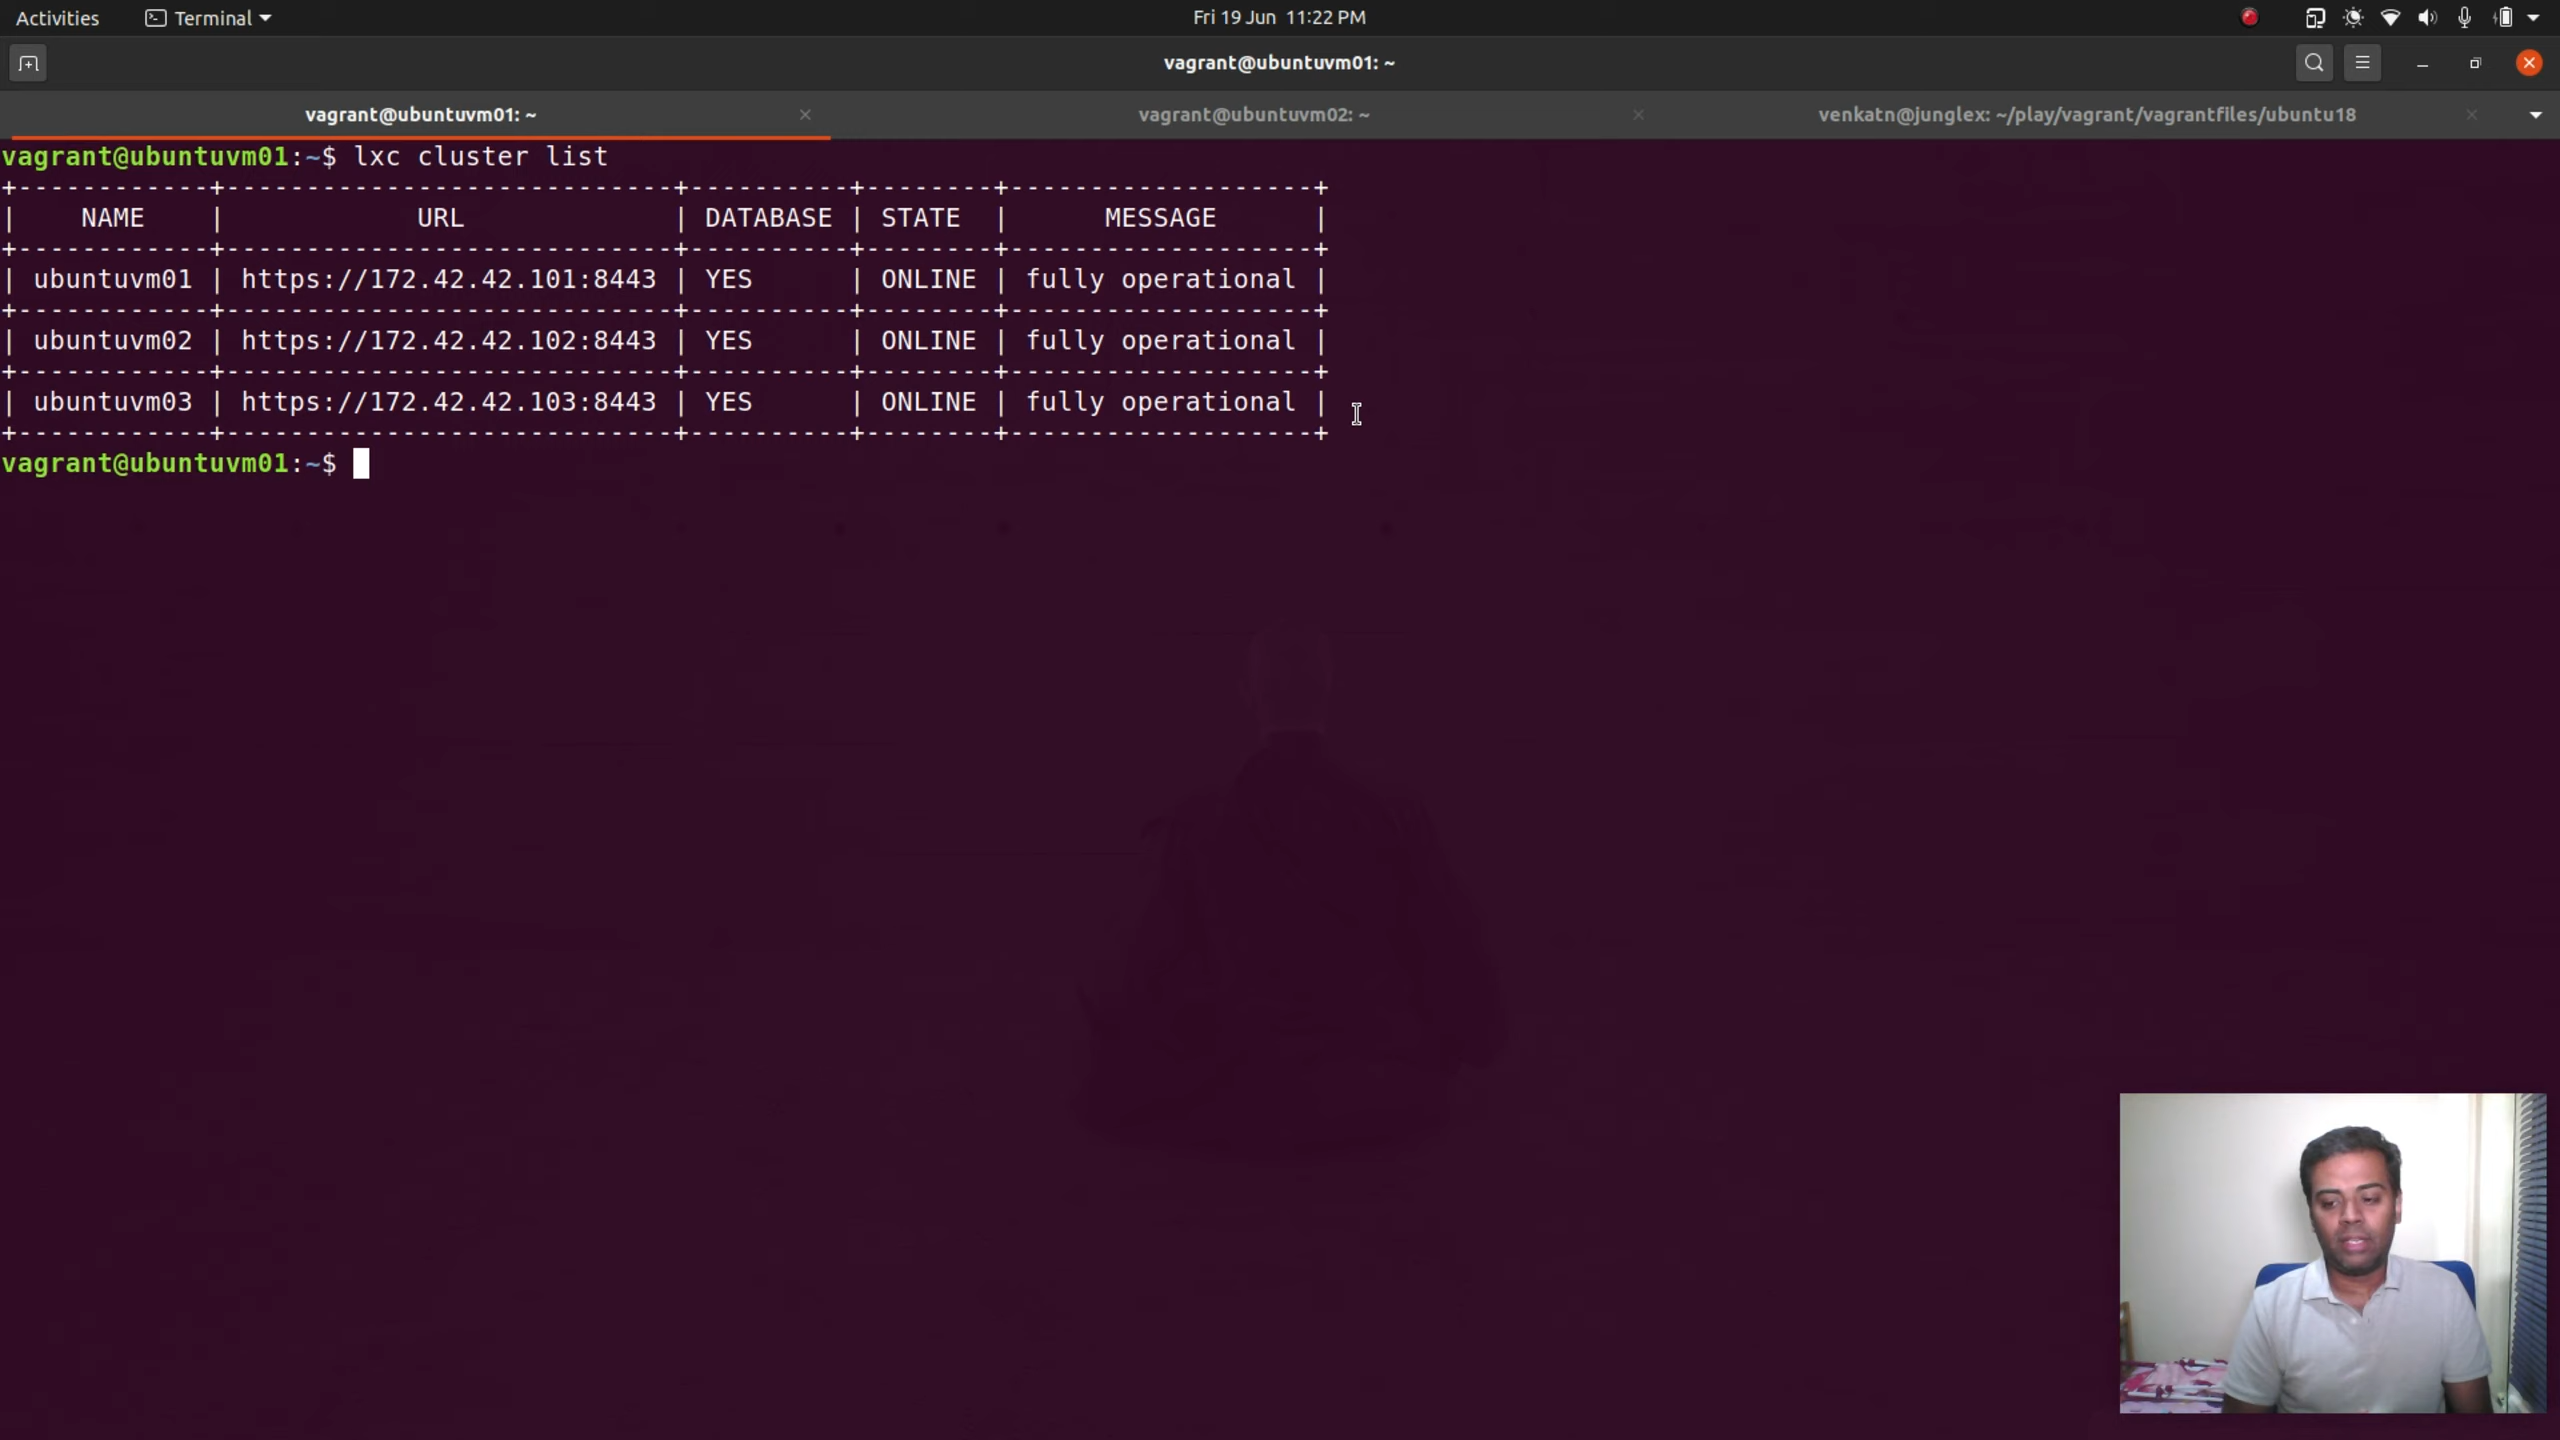 Activities Terminal Fri 19 Jun 11:22 PM
vagrant@ubuntuvm01: ~
vagrant@ubuntuvm01: ~ vagrant@ubuntuvm02: ~ venkatn@junglex: ~/play/vagrant/vagrantfiles/ubuntu18
vagrant@ubuntuvm01:~$ lxc cluster list
+------------+-----------------------------+----------+--------+-------------------+
| NAME | URL | DATABASE | STATE | MESSAGE |
+------------+-----------------------------+----------+--------+-------------------+
| ubuntuvm01 | https://172.42.42.101:8443 | YES | ONLINE | fully operational |
+------------+-----------------------------+----------+--------+-------------------+
| ubuntuvm02 | https://172.42.42.102:8443 | YES | ONLINE | fully operational |
+------------+-----------------------------+----------+--------+-------------------+
| ubuntuvm03 | https://172.42.42.103:8443 | YES | ONLINE | fully operational |
+------------+-----------------------------+----------+--------+-------------------+
vagrant@ubuntuvm01:~$